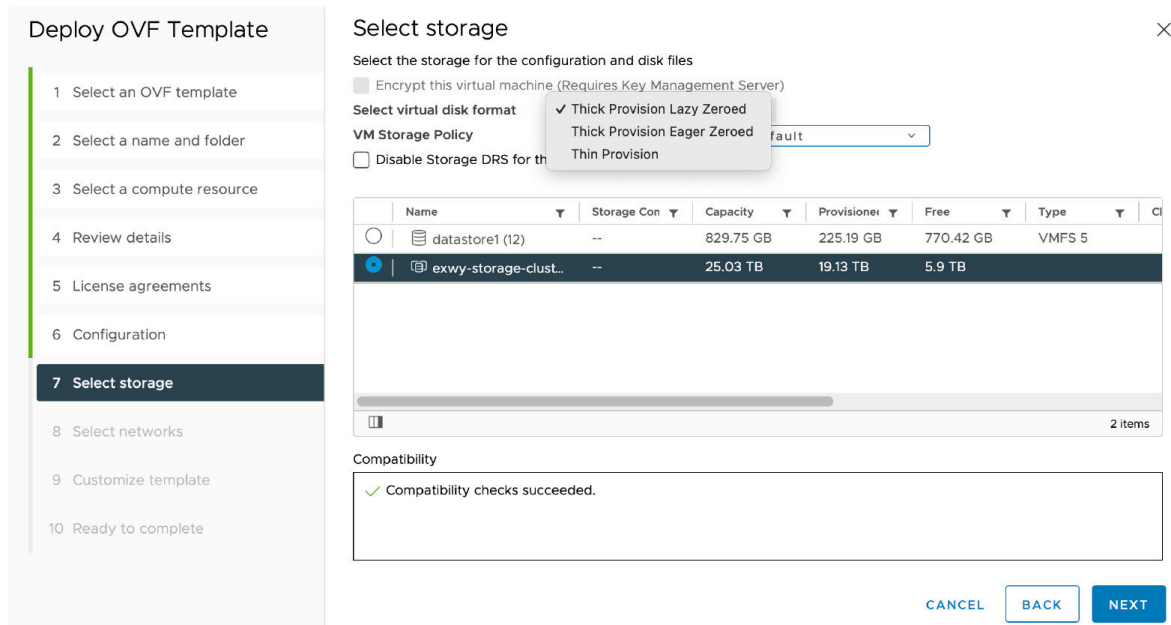 Deploy OVF Template
1 Select an OVF template
2 Select a name and folder
3 Select a compute resource
4 Review details
5 License agreements
6 Configuration
7 Select storage
8 Select networks
9 Customize template
10 Ready to complete
Select storage
Select the storage for the configuration and disk files
Encrypt this virtual machine (Requires Key Management Server)
Select virtual disk format
✓ Thick Provision Lazy Zeroed
Thick Provision Eager Zeroed
Thin Provision
VM Storage Policy
fault
Disable Storage DRS for th
Name Storage Con Capacity Provisione Free Type Cl
datastore1 (12) -- 829.75 GB 225.19 GB 770.42 GB VMFS 5
exwy-storage-clust... -- 25.03 TB 19.13 TB 5.9 TB
2 items
Compatibility
✓ Compatibility checks succeeded.
CANCEL BACK NEXT